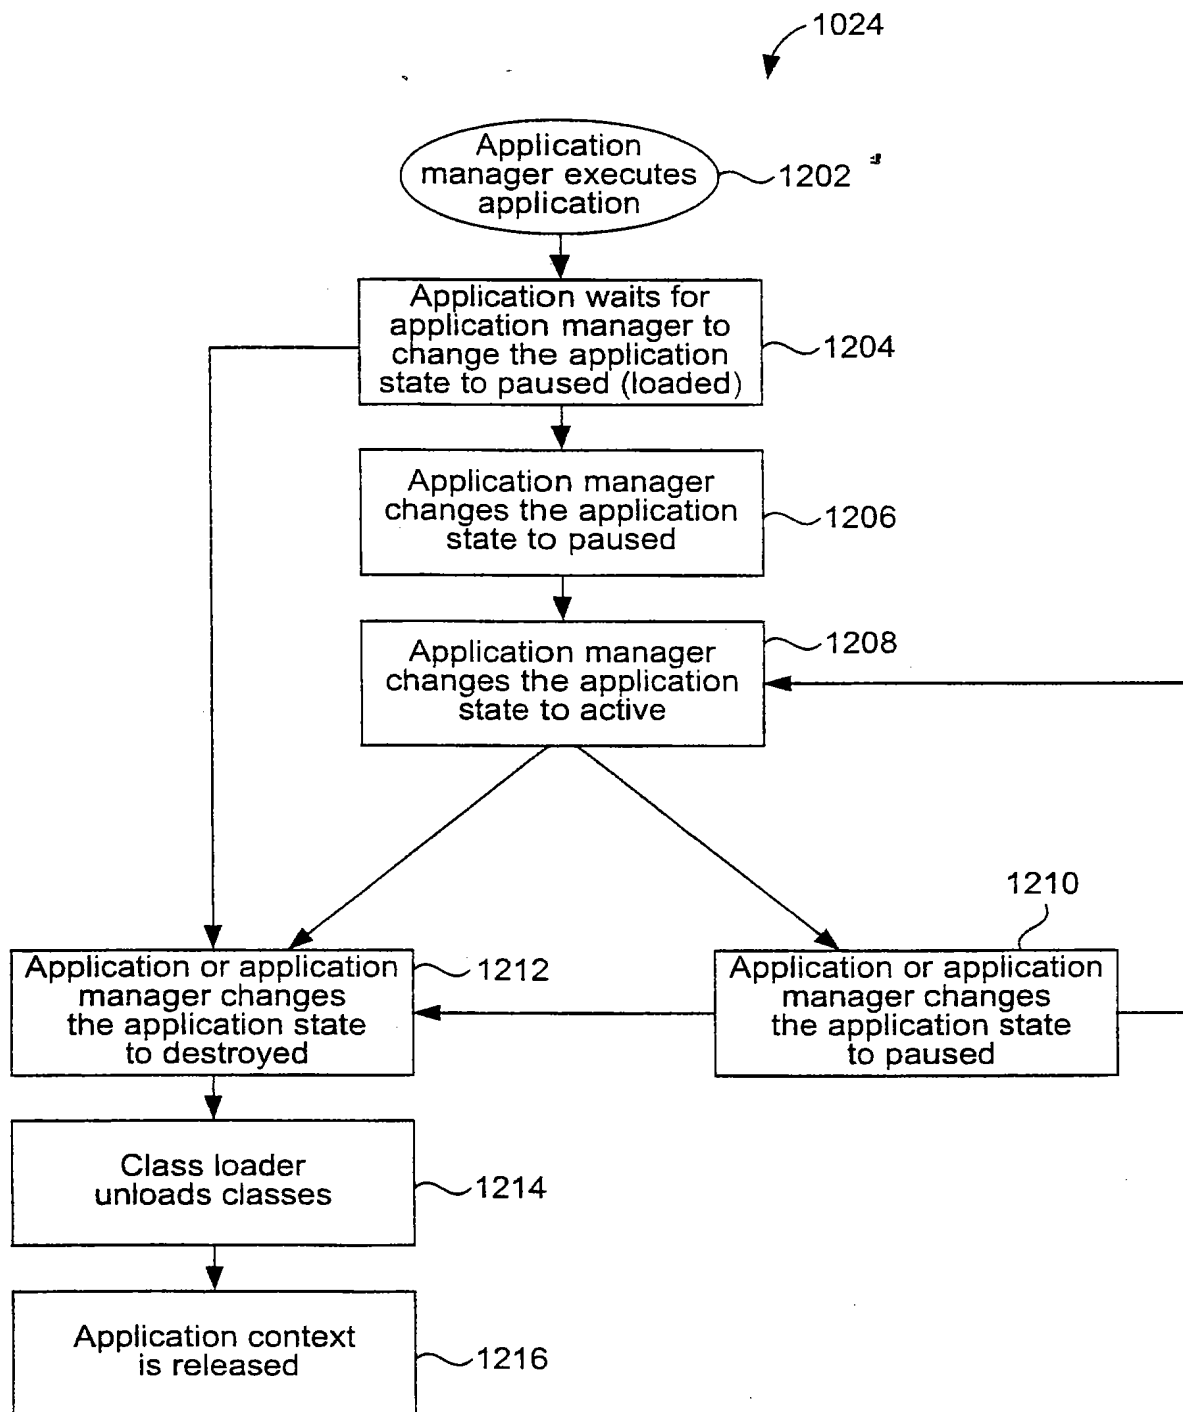 1024
Application
manager executes
application
1202
Application waits for
application manager to
change the application
state to paused (loaded)
1204
Application manager
changes the application
state to paused
1206
Application manager
changes the application
state to active
1208
1210
Application or application
manager changes
the application state
to destroyed
1212
Application or application
manager changes
the application state
to paused
Class loader
unloads classes
1214
Application context
is released
1216